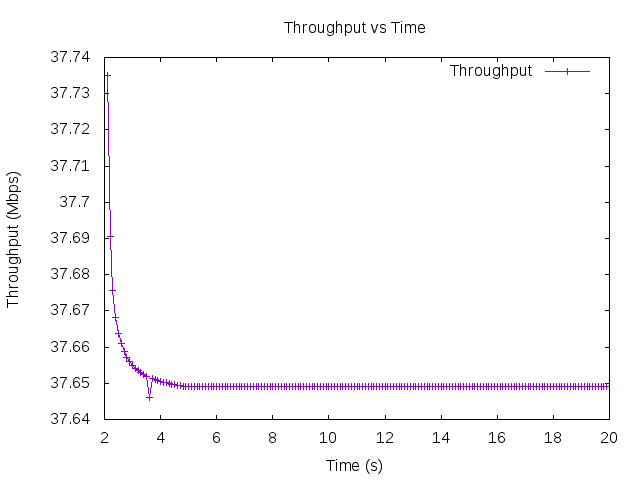 Throughput vs Time
Throughput
37.74
37.73
37.72
37.71
37.7
37.69
37.68
37.67
37.66
37.65
37.64
Throughput (Mbps)
2 4 6 8 10 12 14 16 18 20
Time (s)